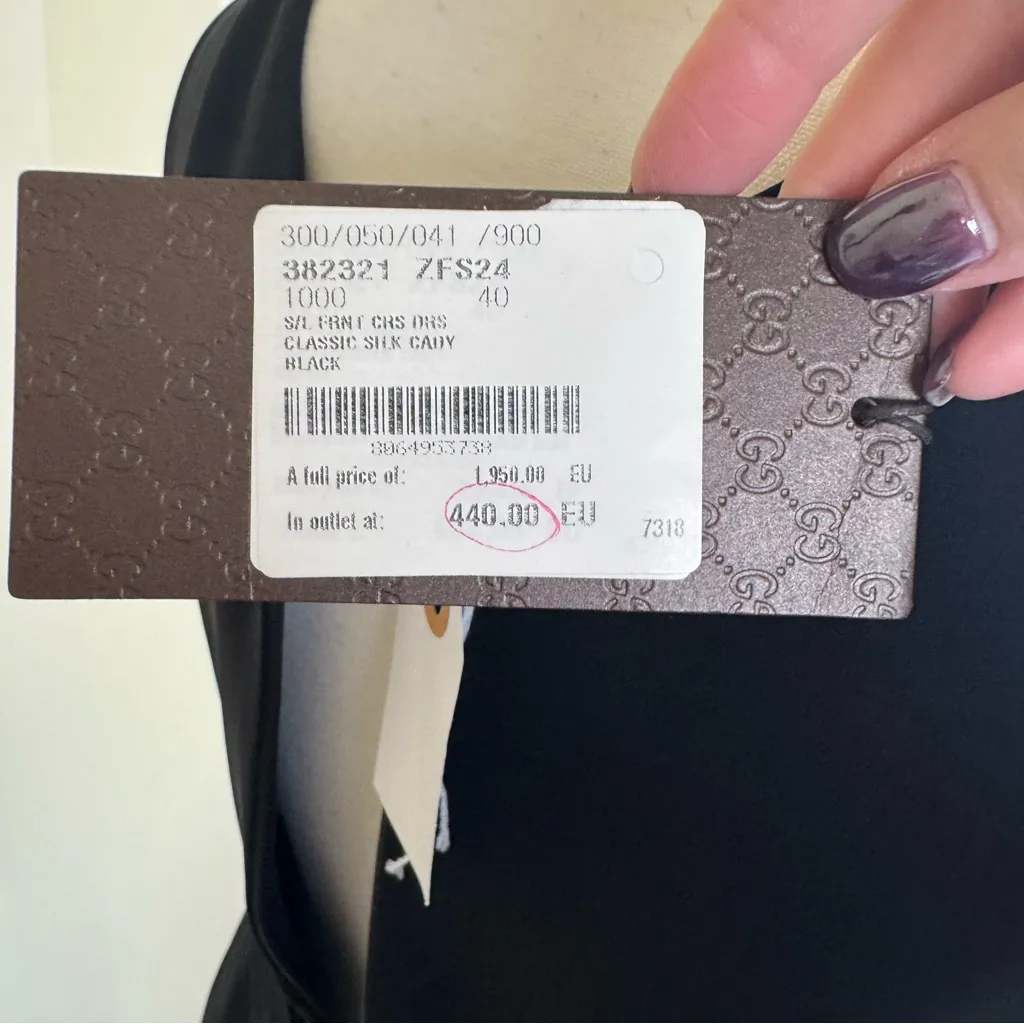 300/050/041 /900
382321 ZFS24
1000 40
S/L FRNT CRS DRS
CLASSIC SILK CADY
BLACK
8064953738
A full price of: 1,950.00 EU
In outlet at: 440.00 EU
7318